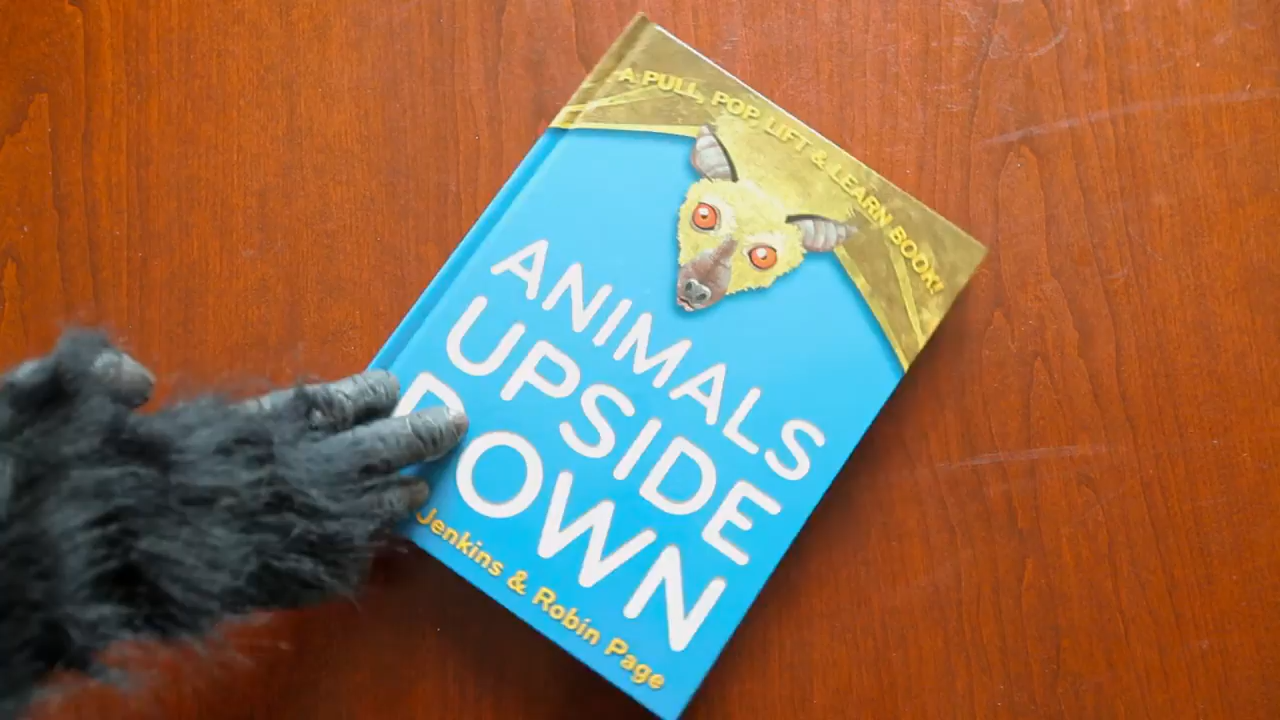 A PULL, POP, LIFT & LEARN BOOK!
ANIMALS
UPSIDE
DOWN
Jenkins & Robin Page